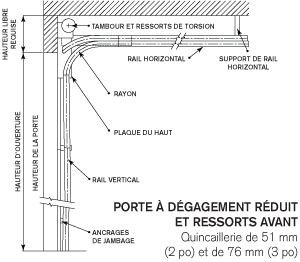 HAUTEUR LIBRE
REQUISE
TAMBOUR ET RESSORTS DE TORSION
RAIL HORIZONTAL
SUPPORT DE RAIL
HORIZONTAL
RAYON
PLAQUE DU HAUT
HAUTEUR D'OUVERTURE
HAUTEUR DE LA PORTE
RAIL VERTICAL
ANCRAGES
DE JAMBAGE
PORTE À DÉGAGEMENT RÉDUIT
ET RESSORTS AVANT
Quincaillerie de 51 mm
(2 po) et de 76 mm (3 po)